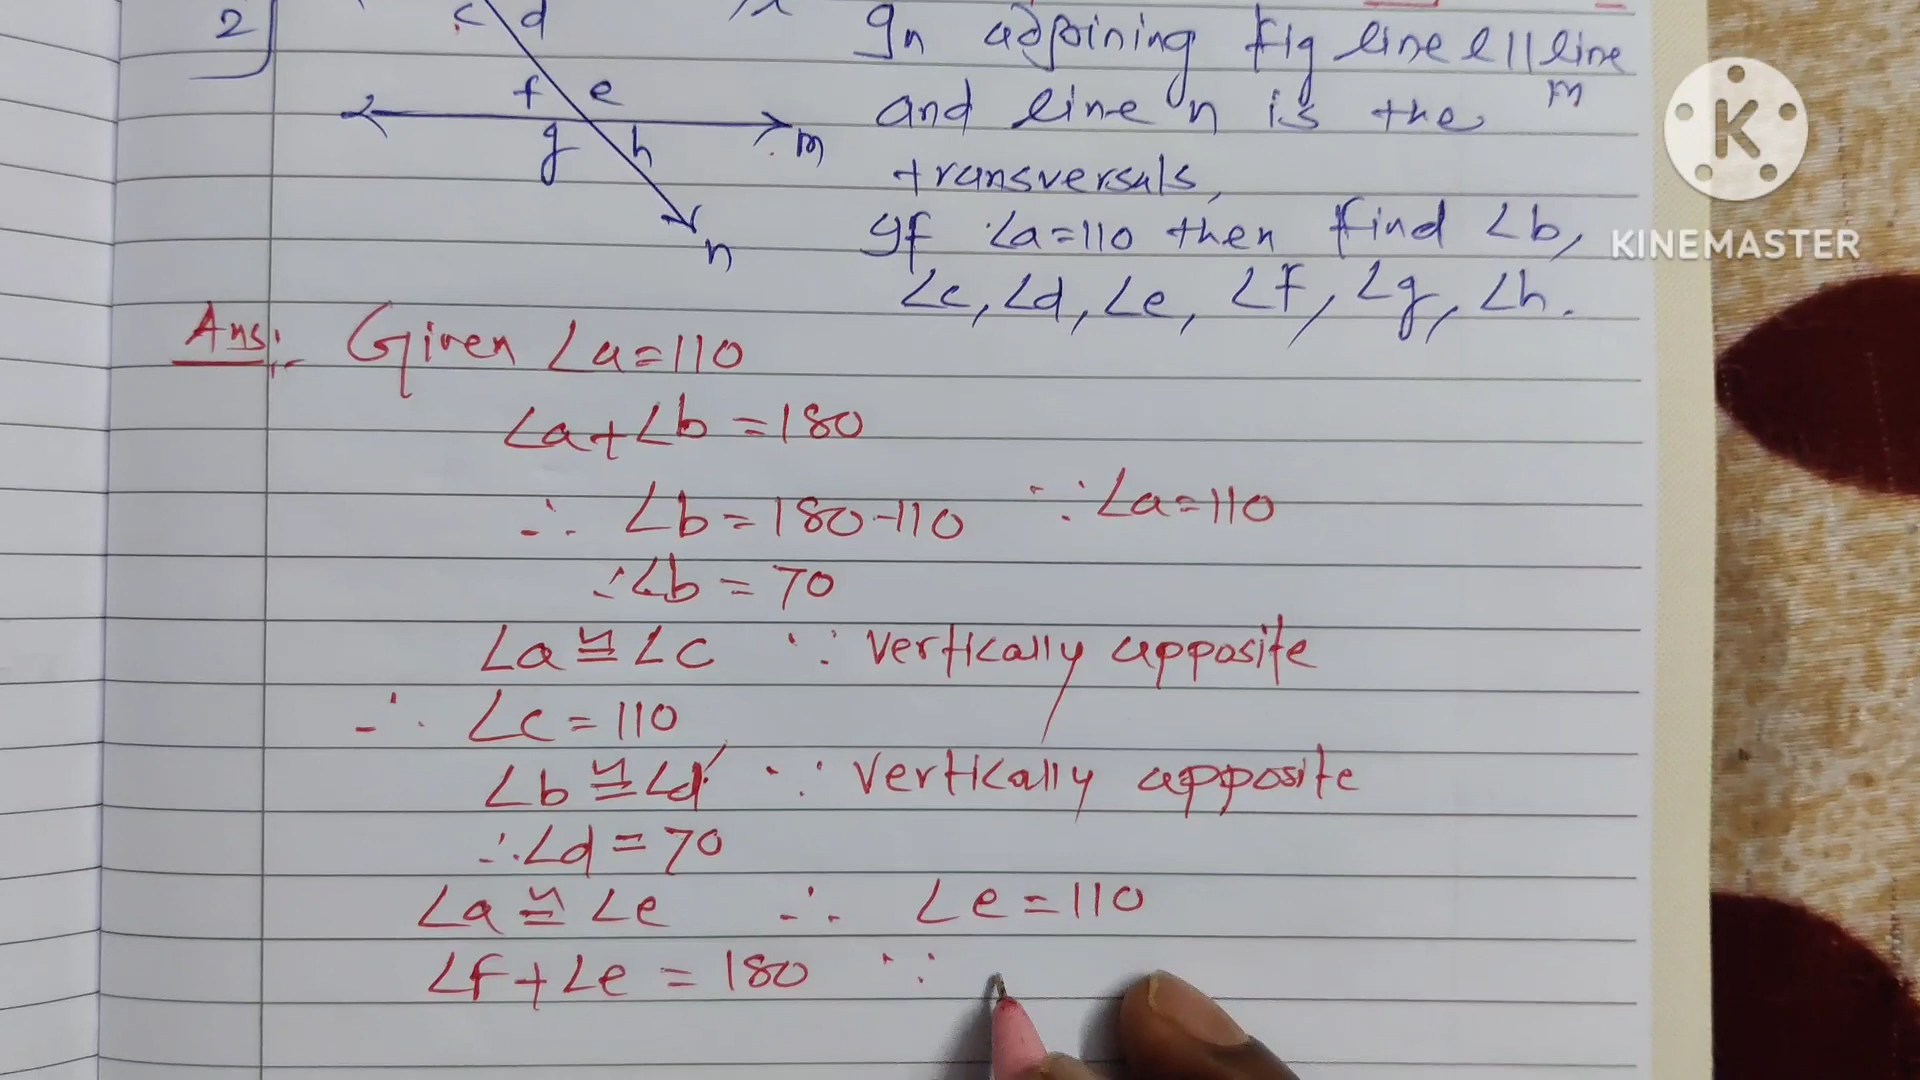 2]
c d
In adjoining fig line l || line m
f e
and line n is the
g h m
transversals,
n
If ∠a=110 then find ∠b,
KINEMASTER
∠c, ∠d, ∠e, ∠f, ∠g, ∠h.
Ans:- Given ∠a=110
∠a+∠b=180
∴ ∠b=180-110 ∵ ∠a=110
∴∠b=70
∠a≅∠c ∵ vertically apposite
∴ ∠c=110
∠b≅∠d ∵ vertically apposite
∴∠d=70
∠a≅∠e ∴ ∠e=110
∠f+∠e=180 ∵